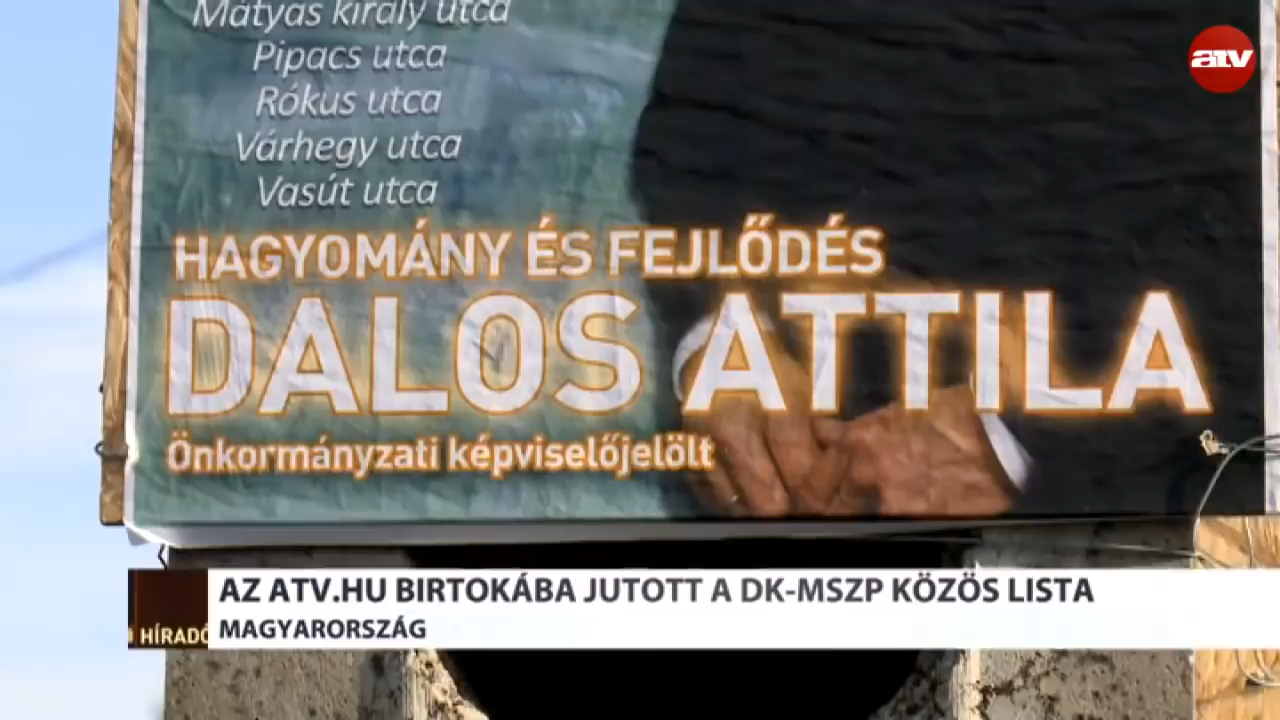 Mátyás király utca
Pipacs utca
Rókus utca
Várhegy utca
Vasút utca
HAGYOMÁNY ÉS FEJLŐDÉS
DALOS ATTILA
Önkormányzati képviselőjelölt
atv
AZ ATV.HU BIRTOKÁBA JUTOTT A DK-MSZP KÖZÖS LISTA
HÍRADÓ
MAGYARORSZÁG